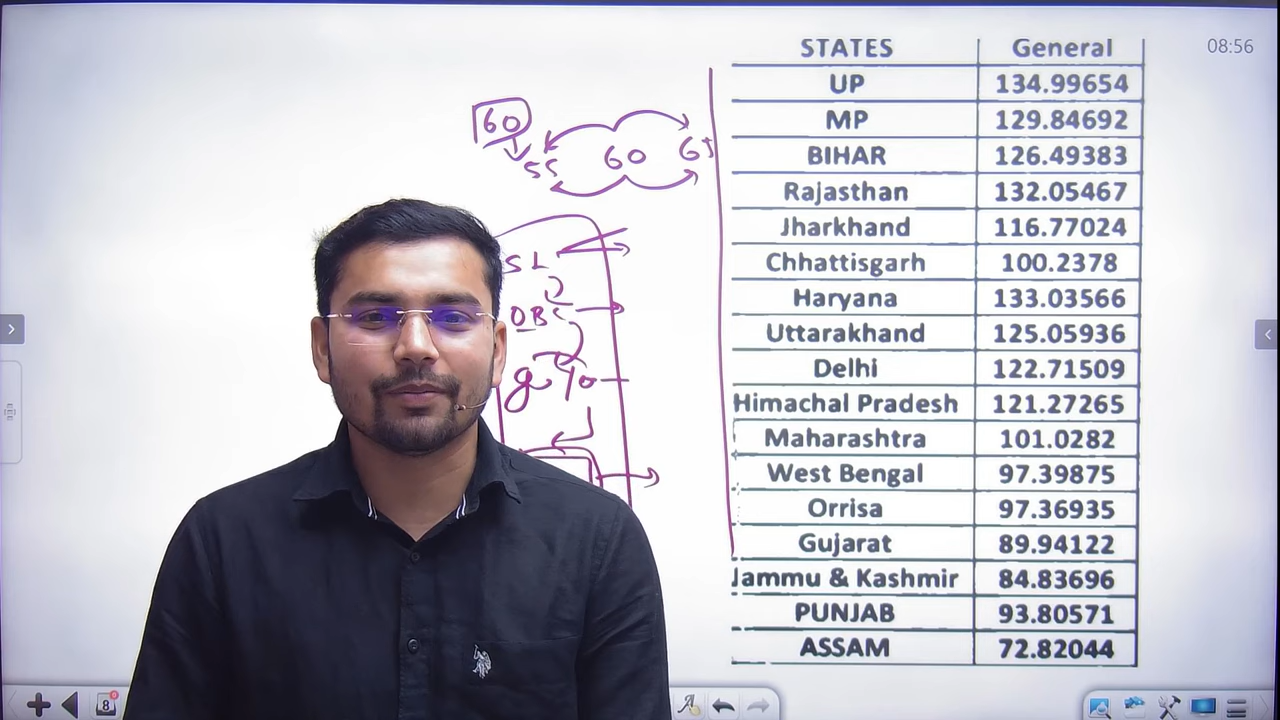 STATES General
08:56
UP 134.99654
MP 129.84692
BIHAR 126.49383
Rajasthan 132.05467
Jharkhand 116.77024
Chhattisgarh 100.2378
Haryana 133.03566
Uttarakhand 125.05936
Delhi 122.71509
Himachal Pradesh 121.27265
Maharashtra 101.0282
West Bengal 97.39875
Orrisa 97.36935
Gujarat 89.94122
Jammu & Kashmir 84.83696
PUNJAB 93.80571
ASSAM 72.82044
60
55 60 65
SL
OBC
8